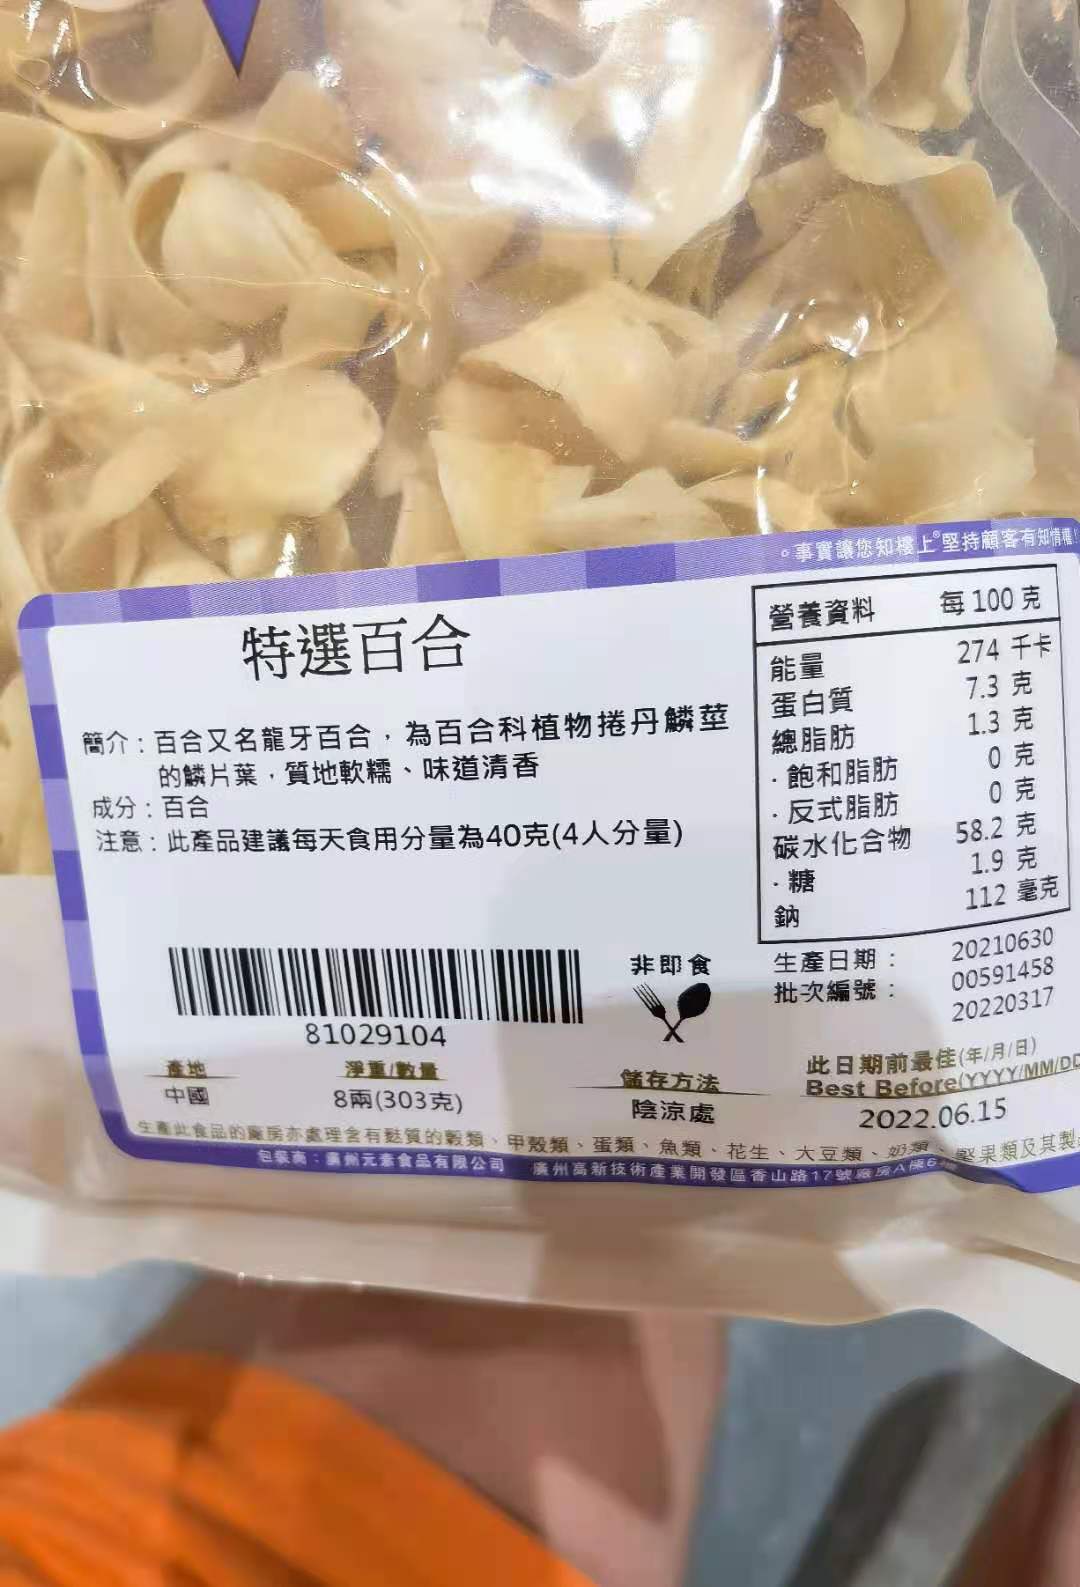 。事實讓您知樓上®堅持顧客有知情權!
特選百合
簡介：百合又名龍牙百合，為百合科植物捲丹鱗莖
的鱗片葉，質地軟糯、味道清香
成分：百合
注意：此產品建議每天食用分量為40克(4人分量)
營養資料 每 100 克
能量 274 千卡
蛋白質 7.3 克
總脂肪 1.3 克
· 飽和脂肪 0 克
· 反式脂肪 0 克
碳水化合物 58.2 克
· 糖 1.9 克
鈉 112 毫克
81029104
非即食
生產日期： 20210630
批次編號： 00591458
20220317
產地
中國
淨重/數量
8兩(303克)
儲存方法
陰涼處
此日期前最佳(年/月/日)
Best Before(YYYY/MM/DD
2022.06.15
生產此食品的廠房亦處理含有麩質的穀類、甲殼類、蛋類、魚類、花生、大豆類、奶類、堅果類及其製
包裝商：廣州元素食品有限公司 廣州高新技術產業開發區香山路17號廠房A棟6